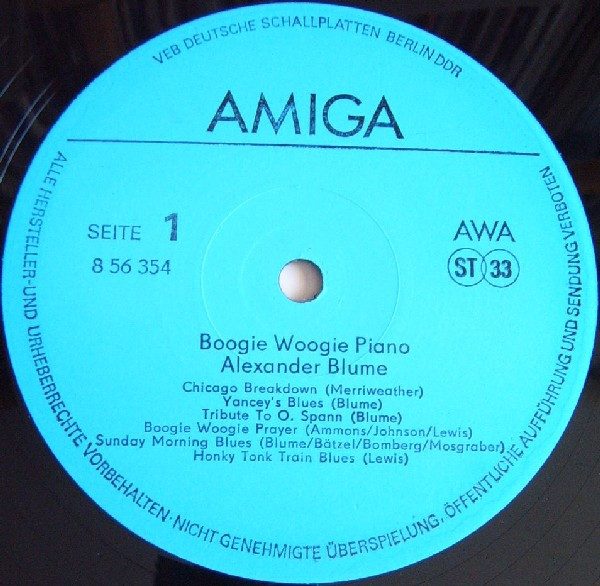 VEB DEUTSCHE SCHALLPLATTEN BERLIN DDR
AMIGA
SEITE 1
8 56 354
AWA
ST 33
Boogie Woogie Piano
Alexander Blume
Chicago Breakdown (Merriweather)
Yancey's Blues (Blume)
Tribute To O. Spann (Blume)
Boogie Woogie Prayer (Ammons/Johnson/Lewis)
Sunday Morning Blues (Blume/Bötzel/Bomberg/Mosgraber)
Honky Tonk Train Blues (Lewis)
ALLE HERSTELLER-UND URHEBERRECHTE VORBEHALTEN·NICHT GENEHMIGTE ÜBERSPIELUNG, ÖFFENTLICHE AUFFÜHRUNG UND SENDUNG VERBOTEN